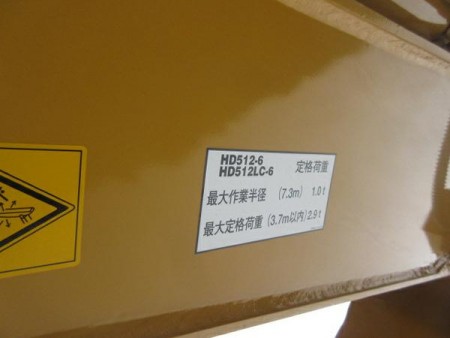 HD512-6
HD512LC-6 定格荷重
最大作業半径 (7.3m) 1.0t
最大定格荷重 (3.7m以内) 2.9t